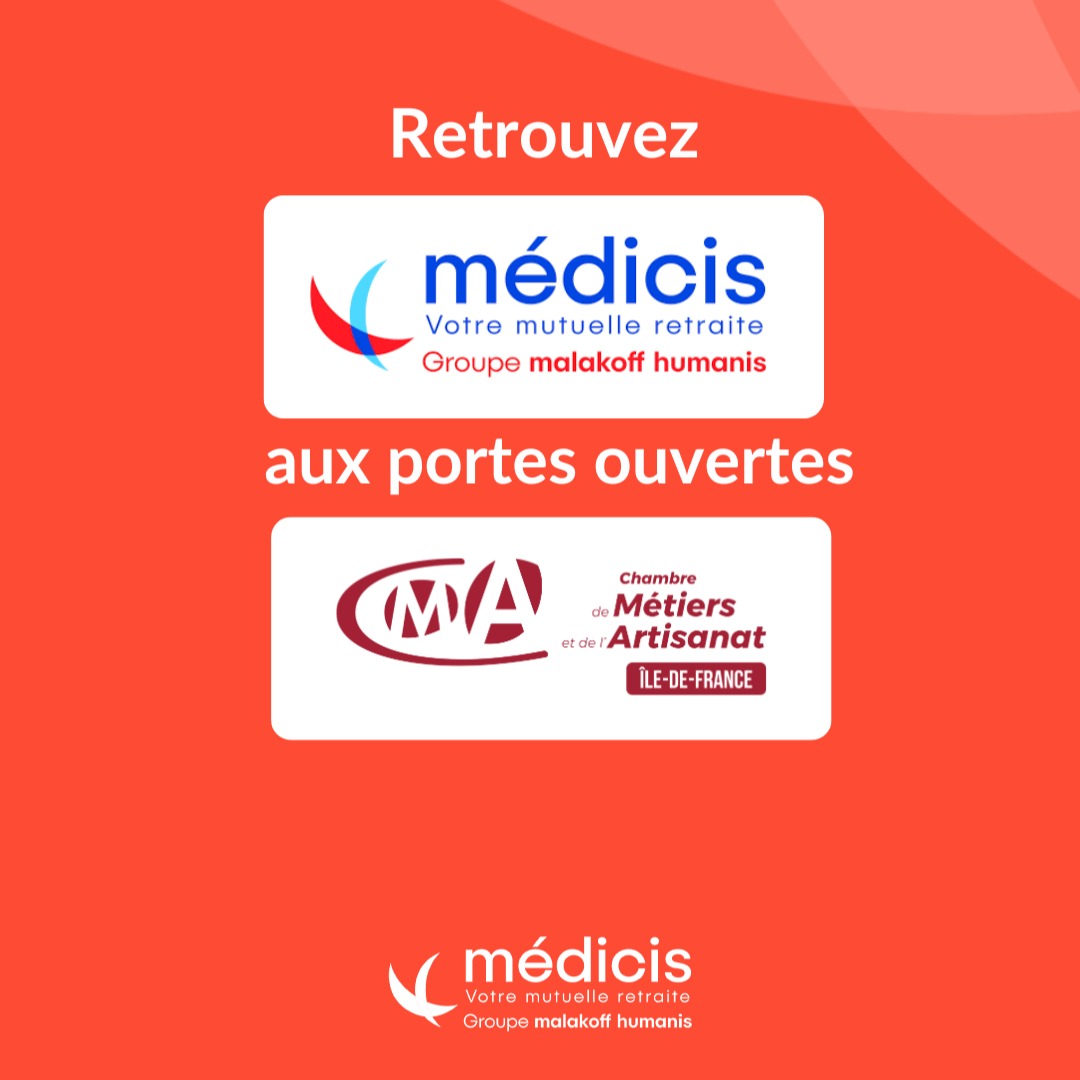 Retrouvez
médicis
Votre mutuelle retraite
Groupe malakoff humanis
aux portes ouvertes
CMA
Chambre
de Métiers
et de l'Artisanat
ÎLE-DE-FRANCE
médicis
Votre mutuelle retraite
Groupe malakoff humanis